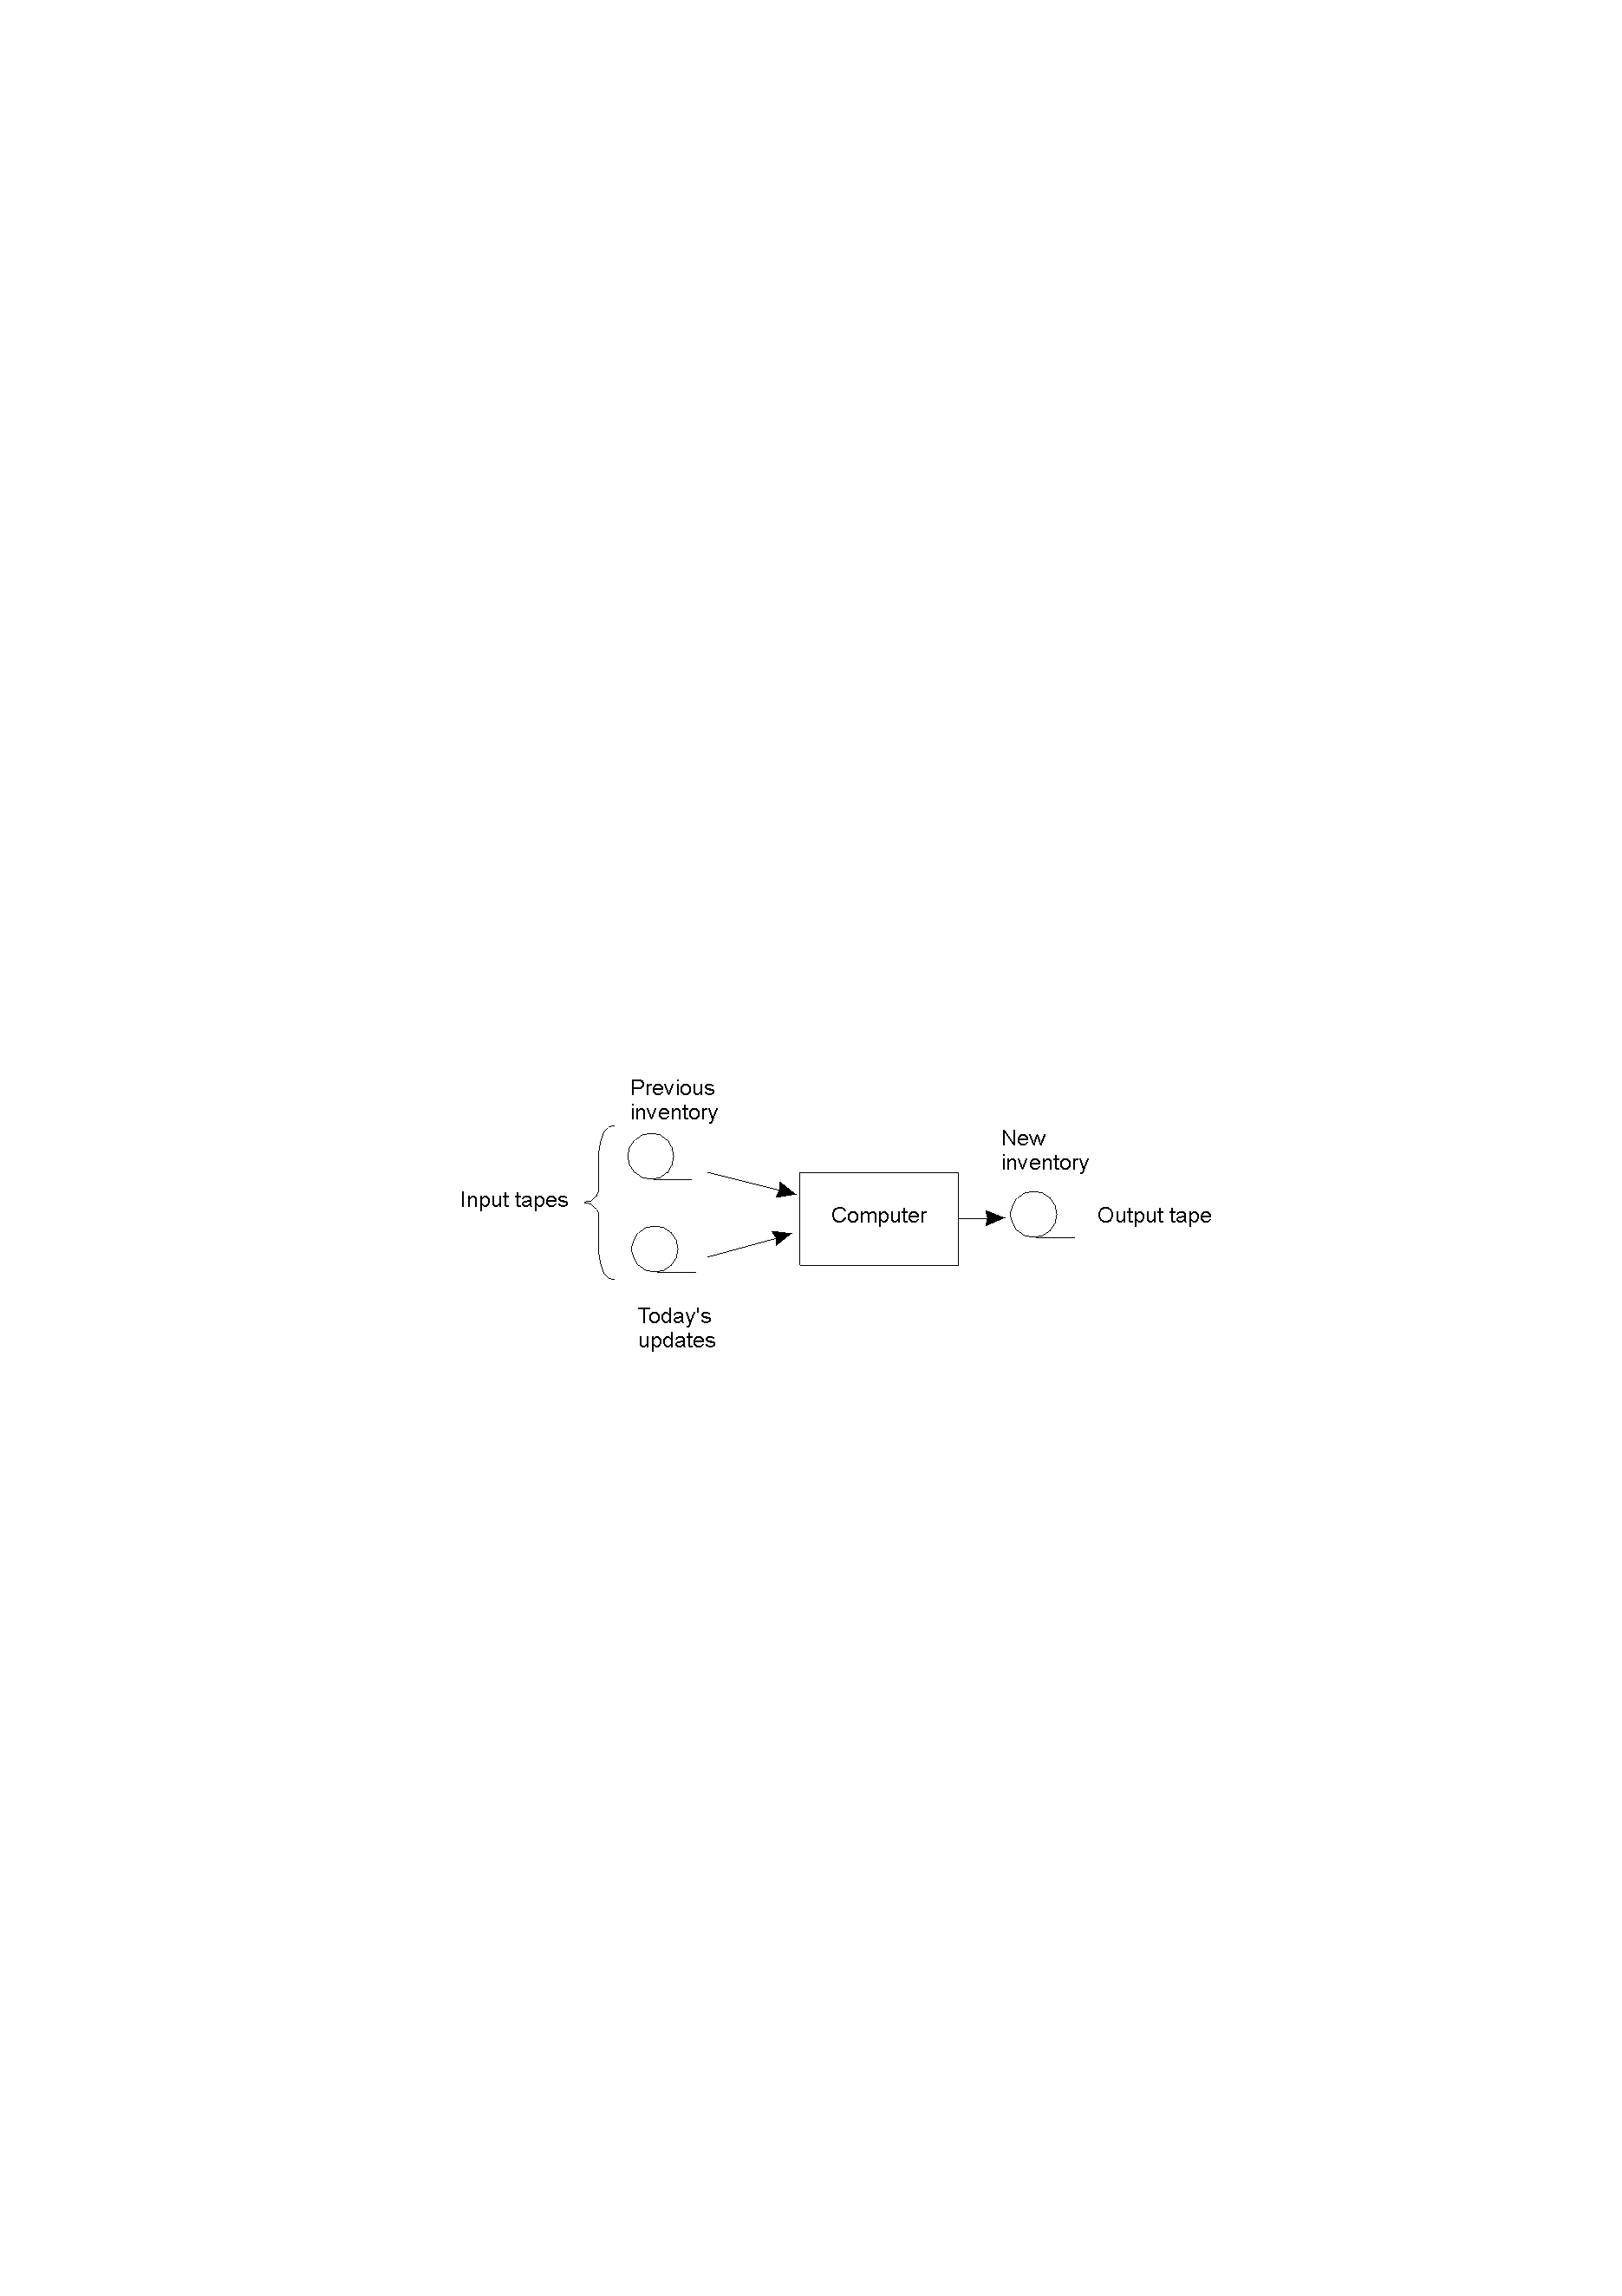 Previous
inventory
New
inventory
Input tapes
Computer
Output tape
Today's
updates